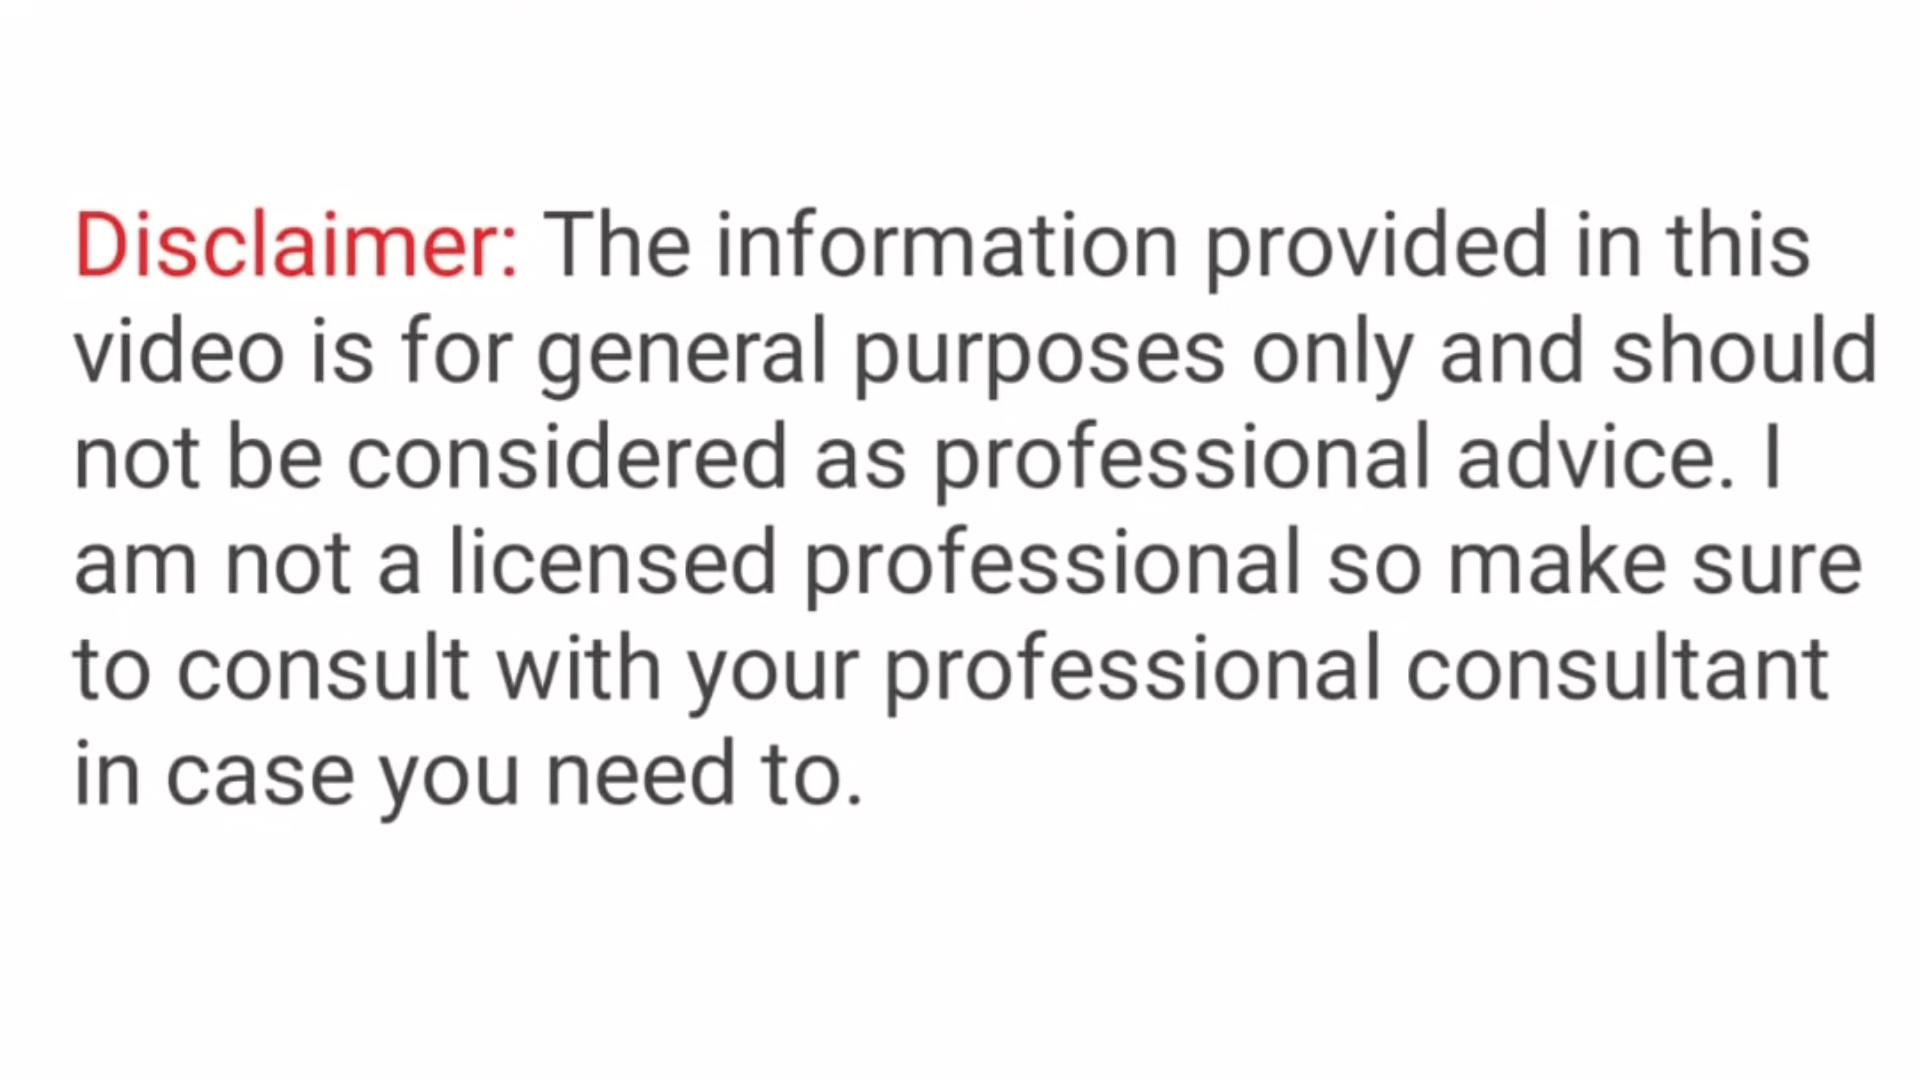 Disclaimer: The information provided in this
video is for general purposes only and should
not be considered as professional advice. I
am not a licensed professional so make sure
to consult with your professional consultant
in case you need to.